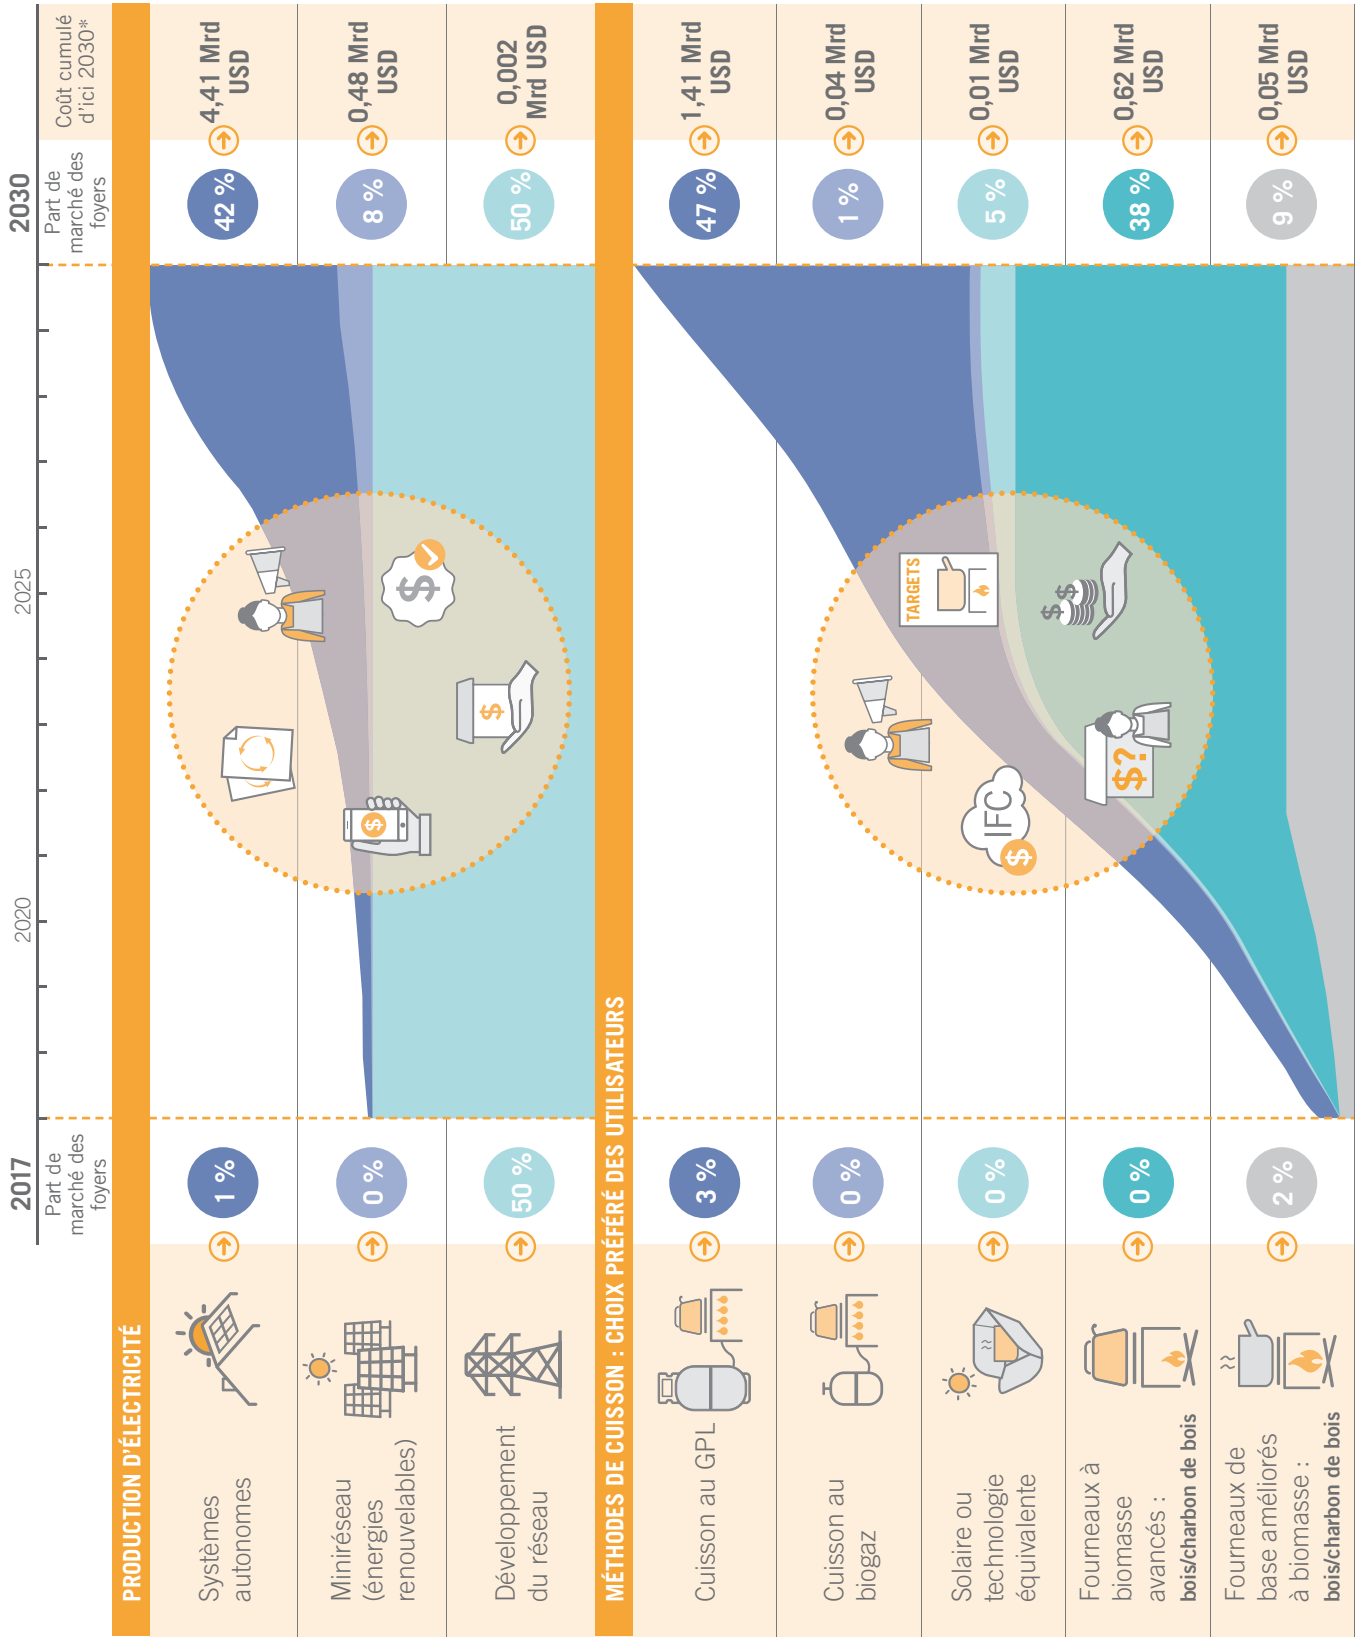 2017
2020
2025
2030
Part de
marché des
foyers
Part de
marché des
foyers
Coût cumulé
d'ici 2030*
PRODUCTION D'ÉLECTRICITÉ
Systèmes
autonomes
1 %
42 %
4,41 Mrd
USD
Miniréseau
(énergies
renouvelables)
0 %
8 %
0,48 Mrd
USD
Développement
du réseau
50 %
50 %
0,002
Mrd USD
$
$
$
MÉTHODES DE CUISSON : CHOIX PRÉFÉRÉ DES UTILISATEURS
Cuisson au GPL
3 %
47 %
1,41 Mrd
USD
Cuisson au
biogaz
0 %
1 %
0,04 Mrd
USD
Solaire ou
technologie
équivalente
0 %
5 %
0,01 Mrd
USD
Fourneaux à
biomasse
avancés :
bois/charbon de bois
0 %
38 %
0,62 Mrd
USD
Fourneaux de
base améliorés
à biomasse :
bois/charbon de bois
2 %
9 %
0,05 Mrd
USD
TARGETS
IFC
$
$?
$
$